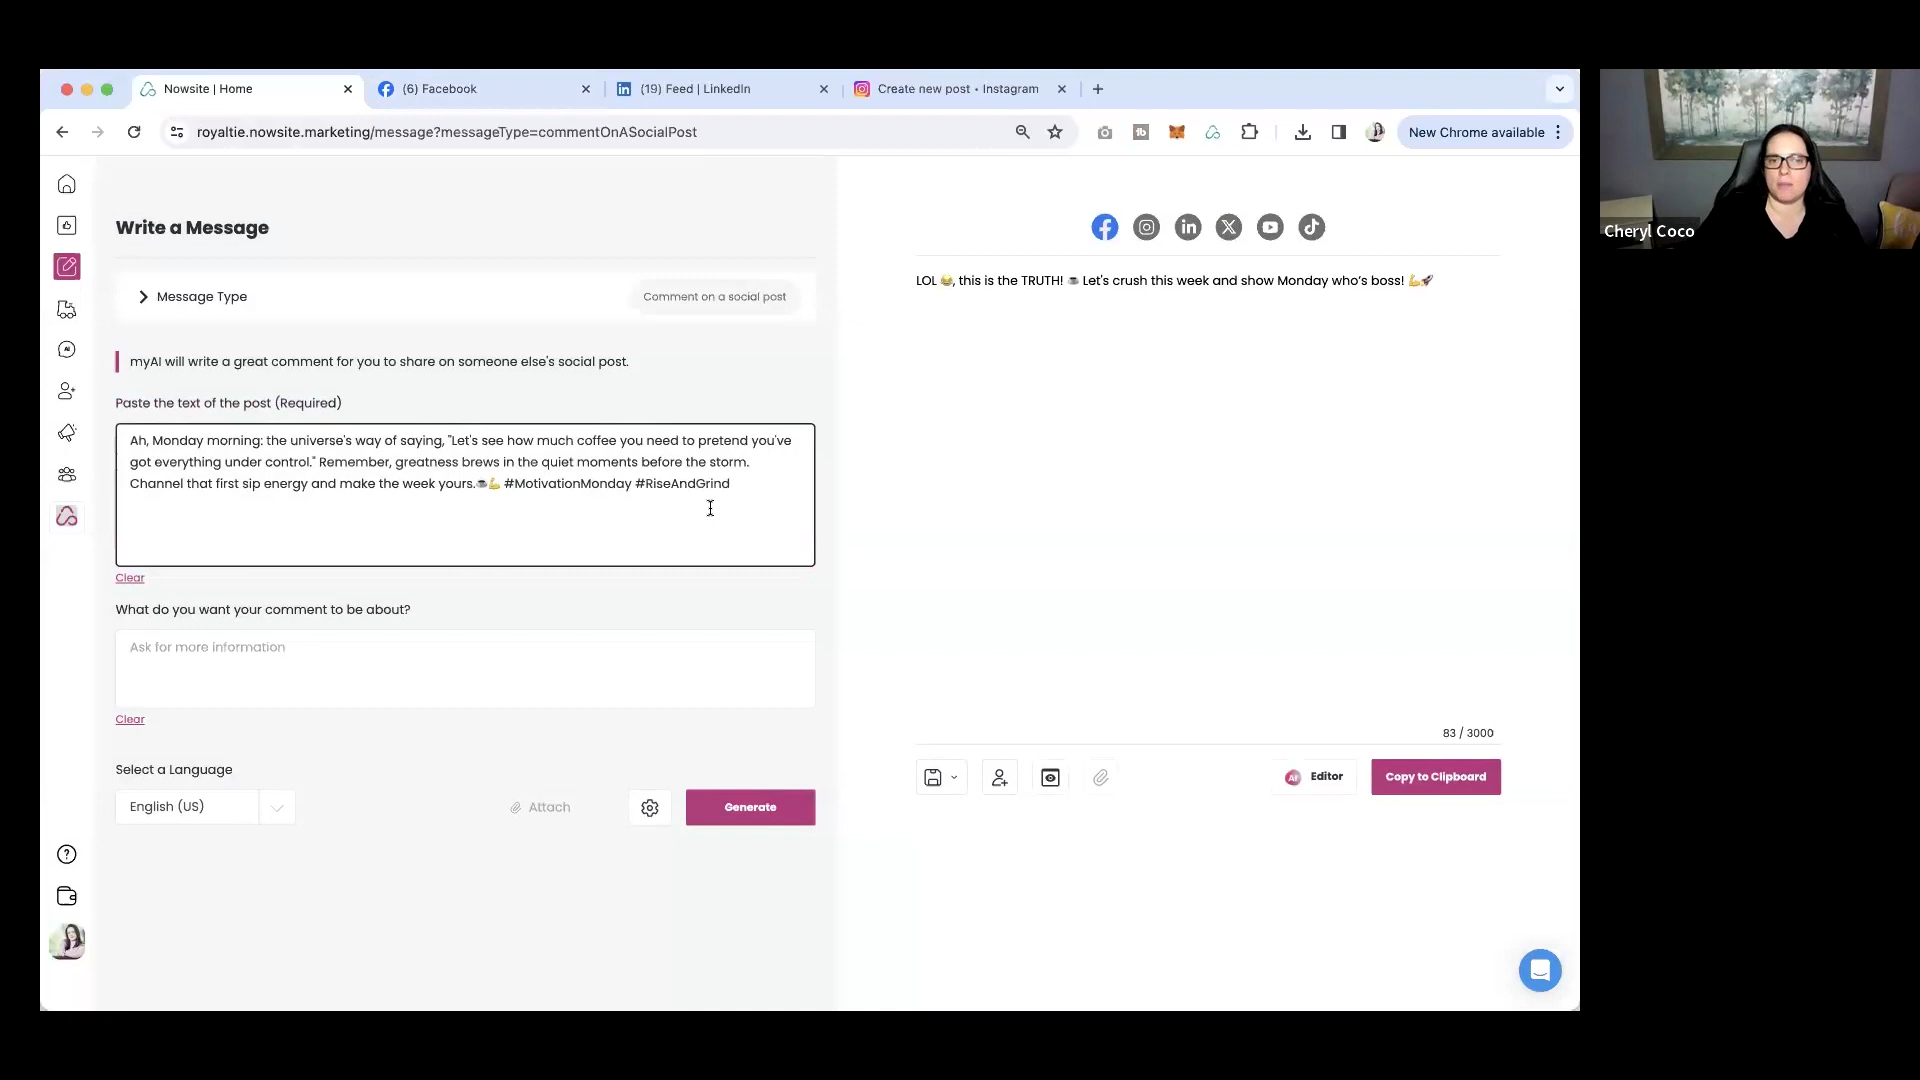 Nowsite | Home
(6) Facebook
(19) Feed | LinkedIn
Create new post • Instagram
royaltie.nowsite.marketing/message?messageType=commentOnASocialPost
New Chrome available
Cheryl Coco
Write a Message
Message Type
Comment on a social post
myAI will write a great comment for you to share on someone else's social post.
Paste the text of the post (Required)
Ah, Monday morning: the universe's way of saying, "Let's see how much coffee you need to pretend you've
got everything under control." Remember, greatness brews in the quiet moments before the storm.
Channel that first sip energy and make the week yours.☕💪 #MotivationMonday #RiseAndGrind
Clear
What do you want your comment to be about?
Ask for more information
Clear
Select a Language
English (US)
Attach
Generate
LOL 😂, this is the TRUTH! ☕ Let's crush this week and show Monday who's boss! 💪🚀
83 / 3000
AI Editor
Copy to Clipboard